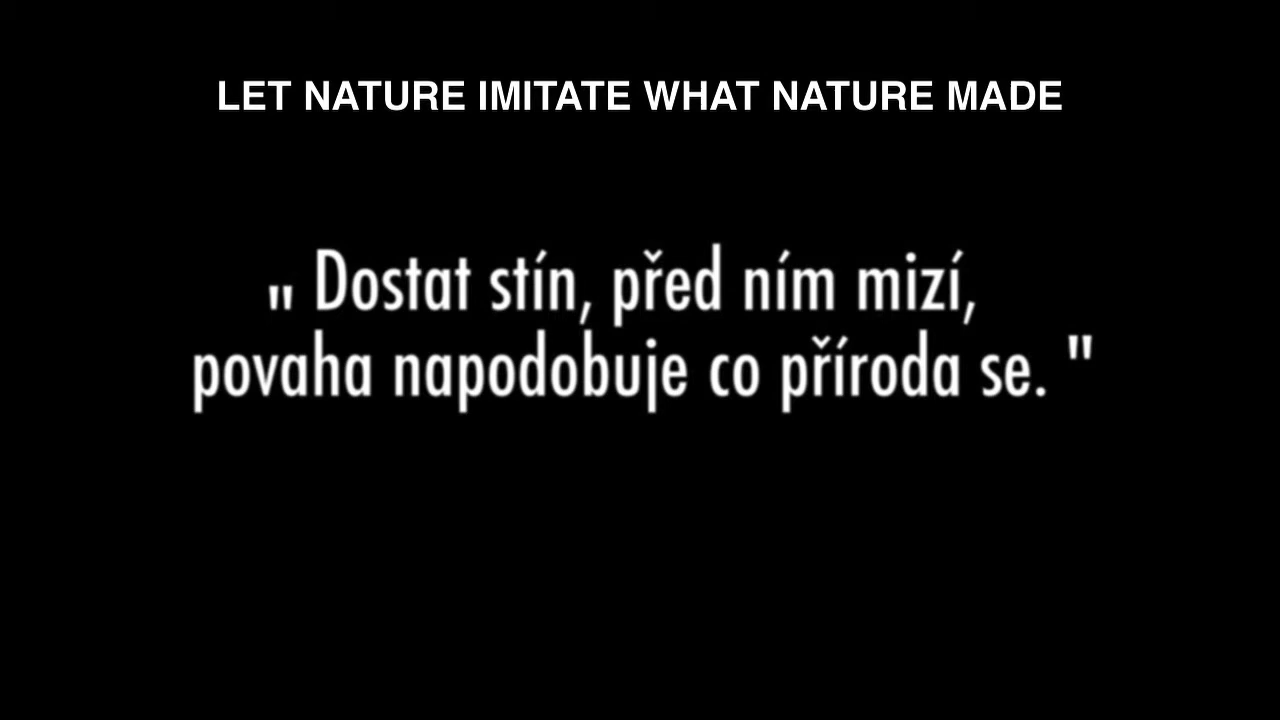 LET NATURE IMITATE WHAT NATURE MADE
„ Dostat stín, před ním mizí,
povaha napodobuje co příroda se. "